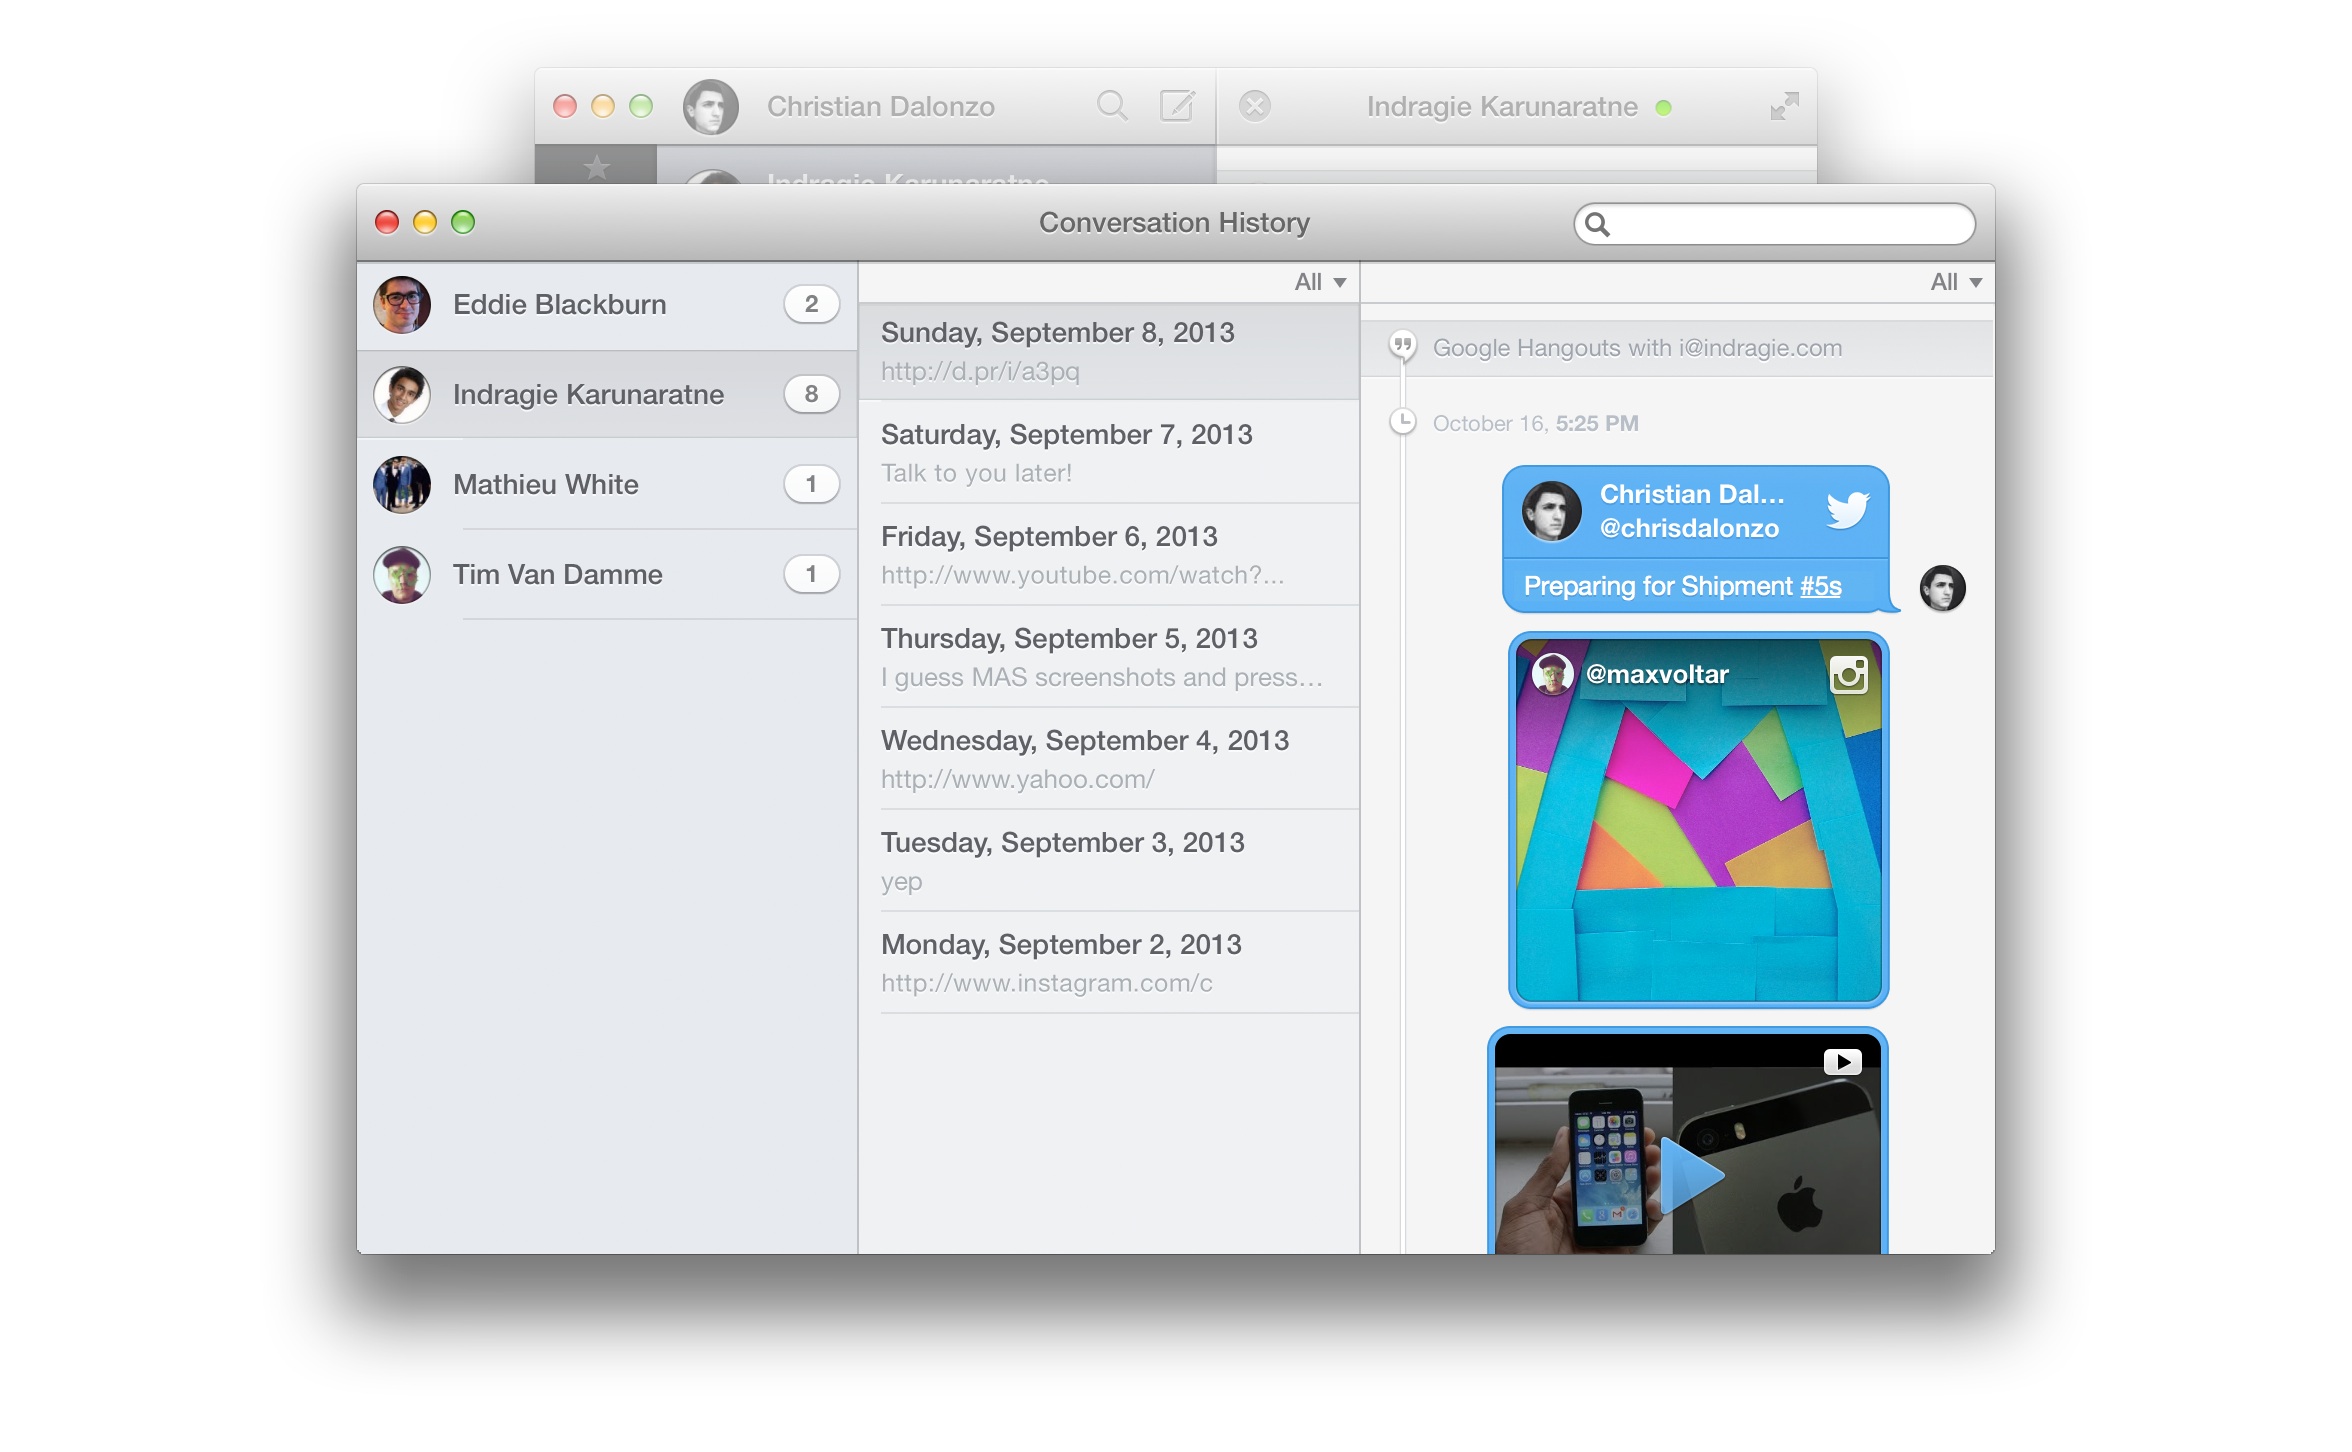 Christian Dalonzo
Indragie Karunaratne
Indragie Karunaratne
Conversation History
Eddie Blackburn
2
Indragie Karunaratne
8
Mathieu White
1
Tim Van Damme
1
All
Sunday, September 8, 2013
http://d.pr/i/a3pq
Saturday, September 7, 2013
Talk to you later!
Friday, September 6, 2013
http://www.youtube.com/watch?...
Thursday, September 5, 2013
I guess MAS screenshots and press...
Wednesday, September 4, 2013
http://www.yahoo.com/
Tuesday, September 3, 2013
yep
Monday, September 2, 2013
http://www.instagram.com/c
All
Google Hangouts with i@indragie.com
October 16, 5:25 PM
Christian Dal...
@chrisdalonzo
Preparing for Shipment #5s
@maxvoltar